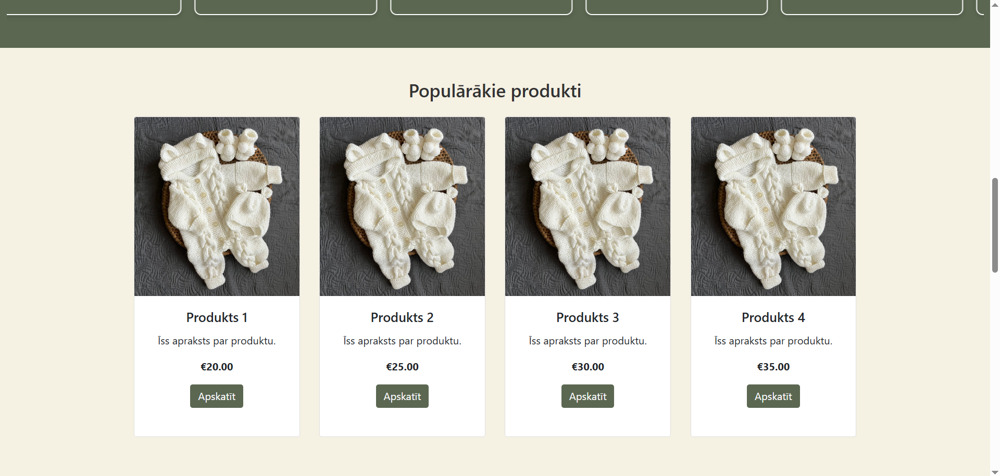 Populārākie produkti
Produkts 1
Īss apraksts par produktu.
€20.00
Apskatīt
Produkts 2
Īss apraksts par produktu.
€25.00
Apskatīt
Produkts 3
Īss apraksts par produktu.
€30.00
Apskatīt
Produkts 4
Īss apraksts par produktu.
€35.00
Apskatīt